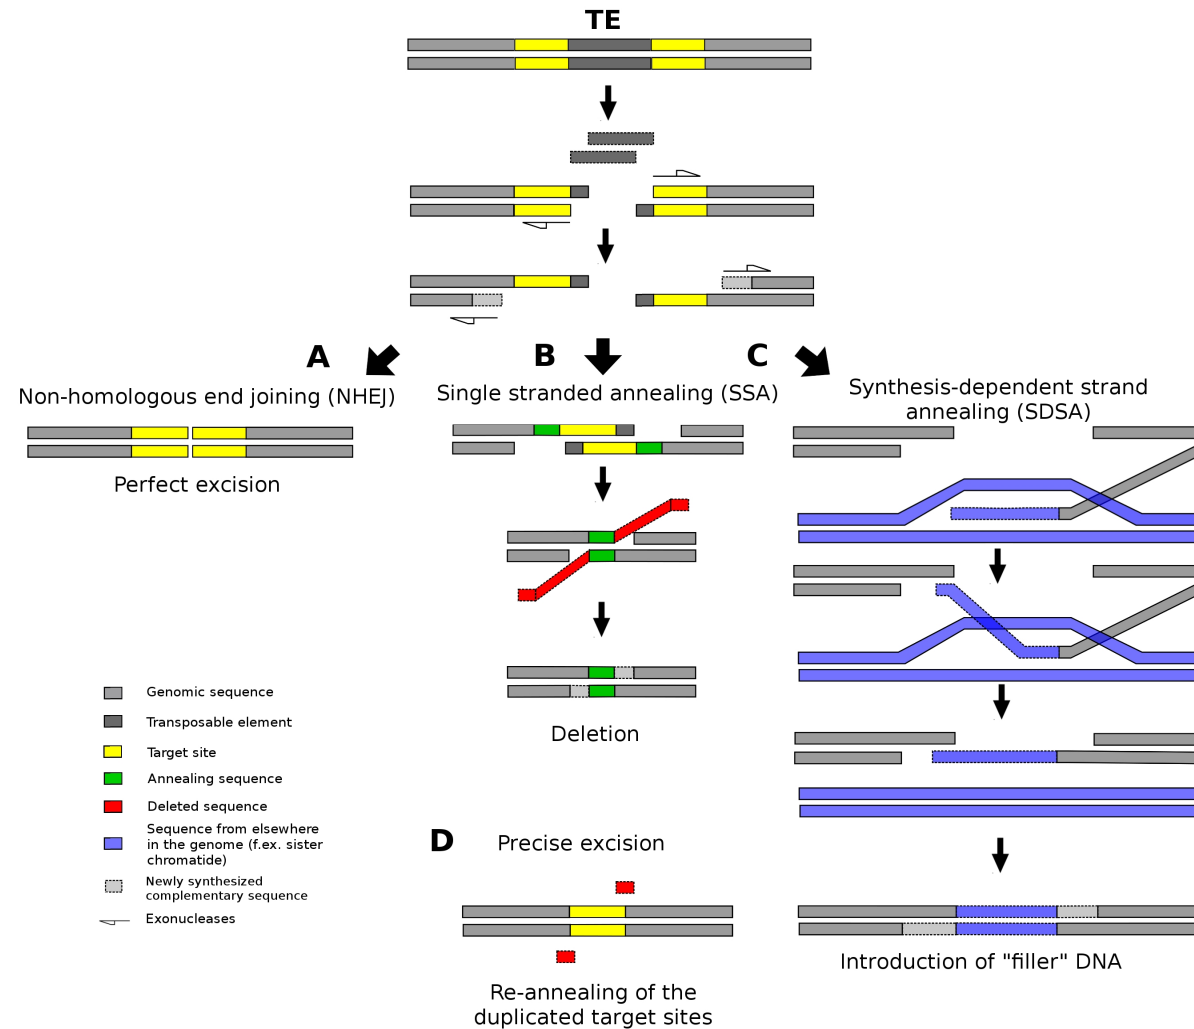 TE
A
B
C
Non-homologous end joining (NHEJ)
Perfect excision
Single stranded annealing (SSA)
Deletion
Synthesis-dependent strand
annealing (SDSA)
Introduction of "filler" DNA
Genomic sequence
Transposable element
Target site
Annealing sequence
Deleted sequence
Sequence from elsewhere
in the genome (f.ex. sister
chromatide)
Newly synthesized
complementary sequence
Exonucleases
D
Precise excision
Re-annealing of the
duplicated target sites